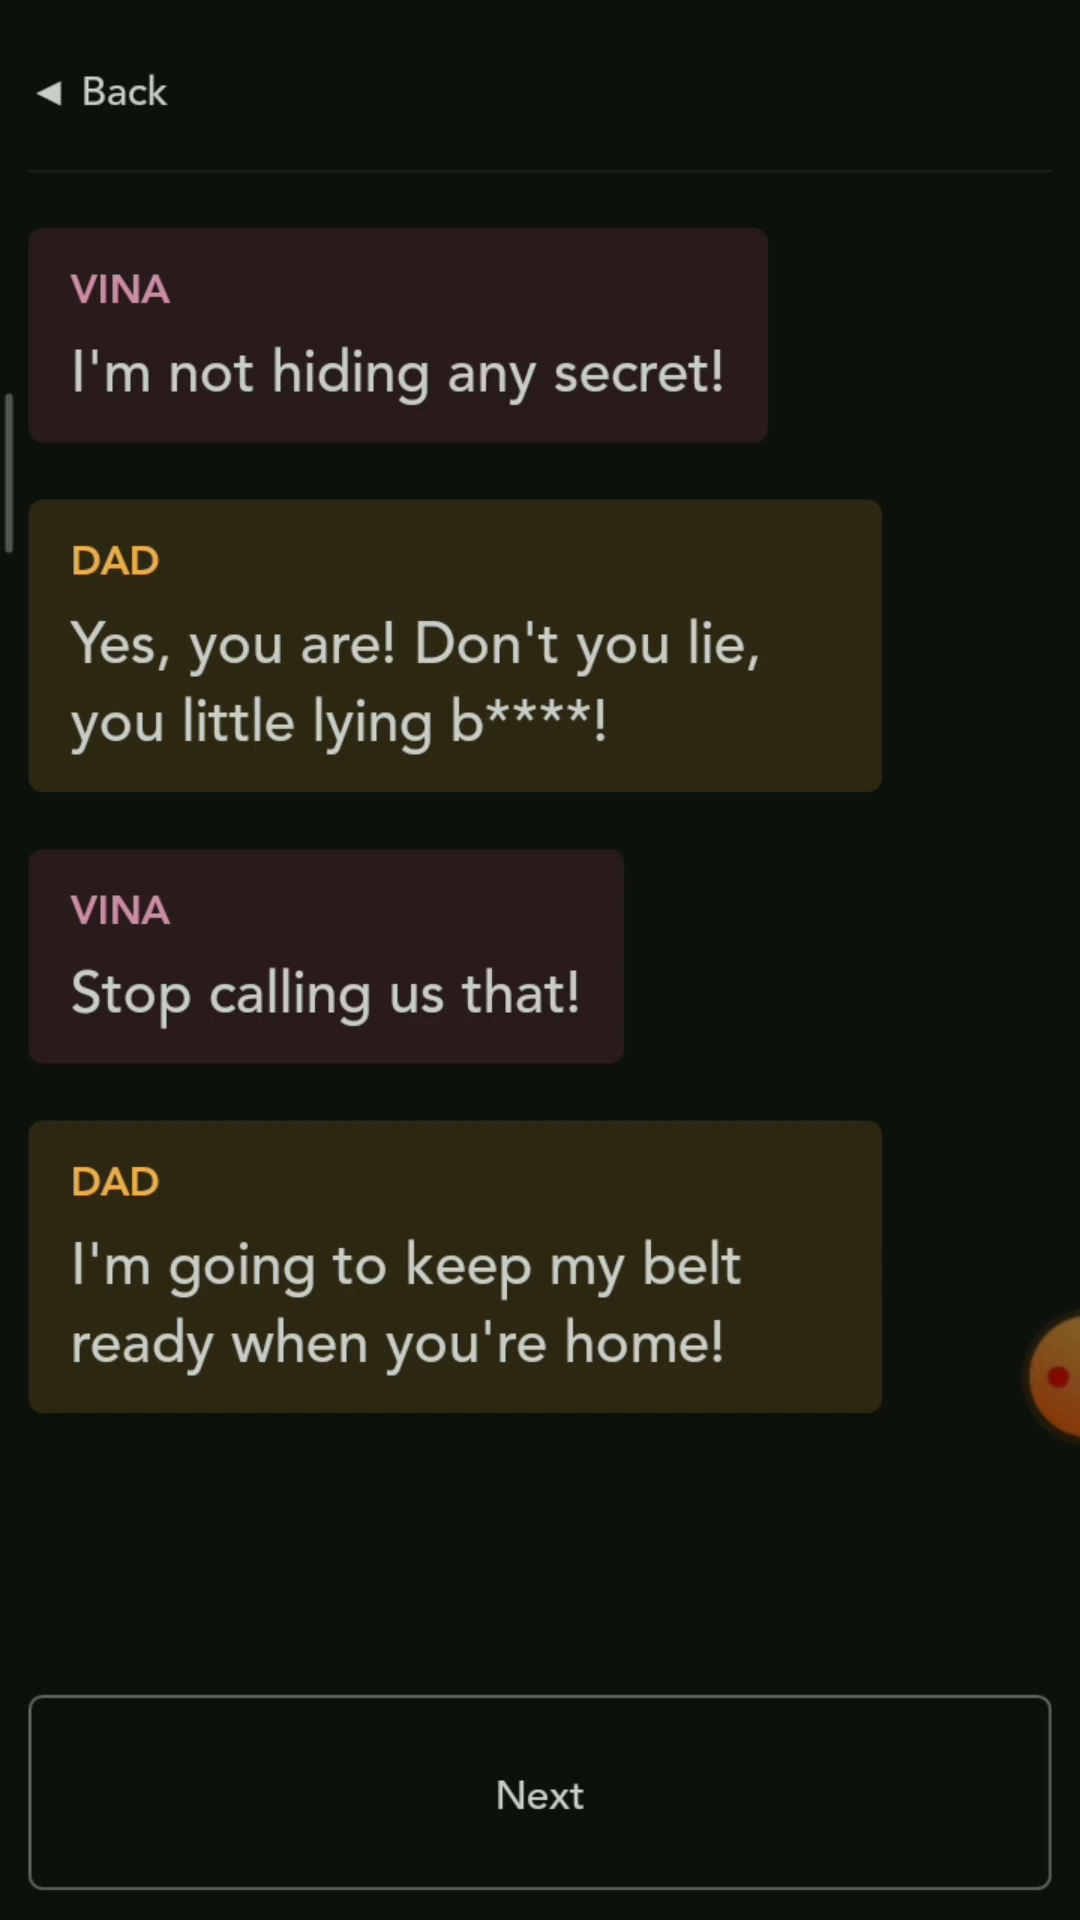 ◀ Back
VINA
I'm not hiding any secret!
DAD
Yes, you are! Don't you lie,
you little lying b****!
VINA
Stop calling us that!
DAD
I'm going to keep my belt
ready when you're home!
Next